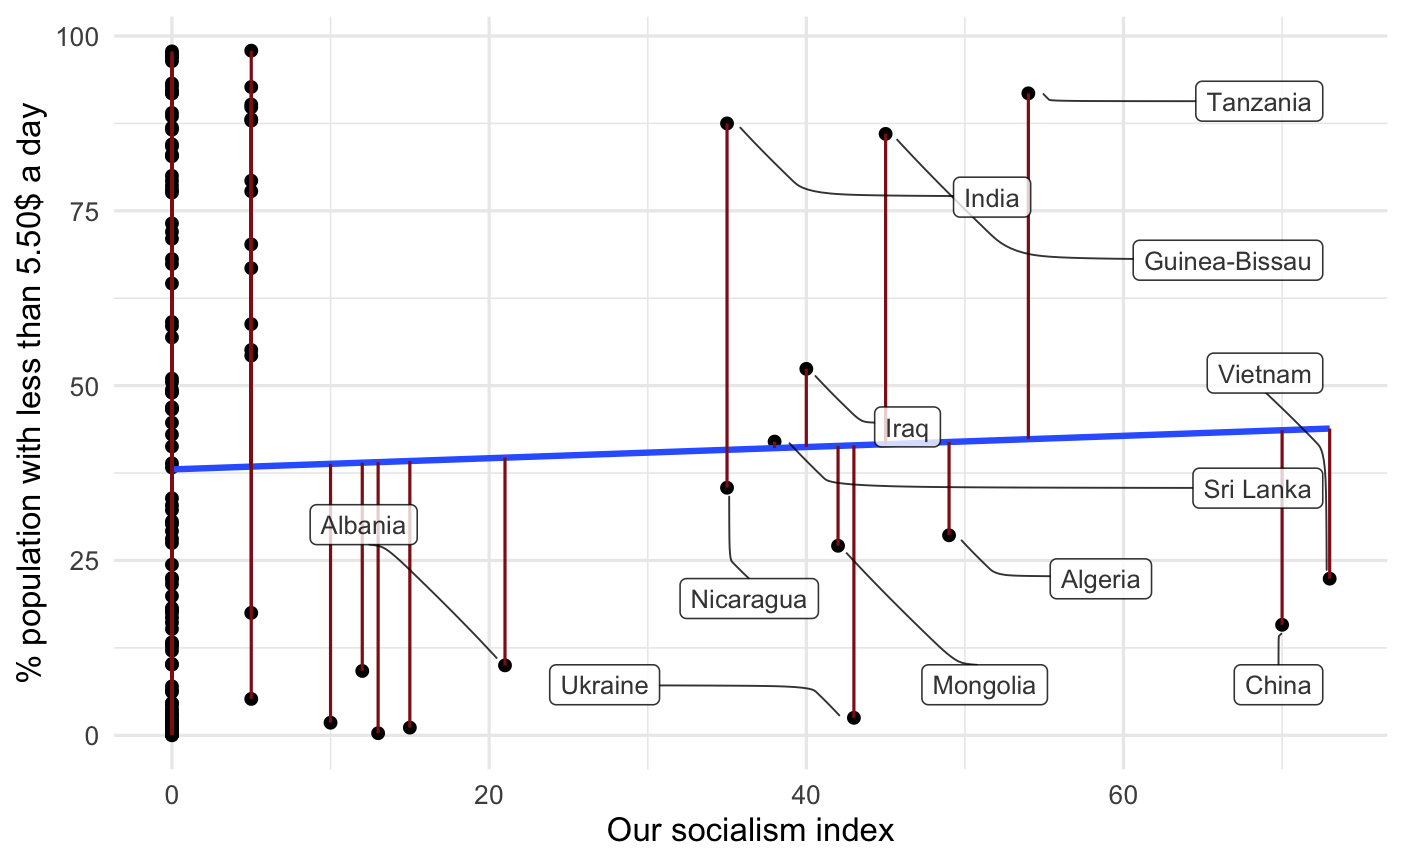 % population with less than 5.50$ a day
100
75
50
25
0
Tanzania
India
Guinea-Bissau
Vietnam
Iraq
Sri Lanka
Albania
Algeria
Nicaragua
Ukraine
Mongolia
China
0 20 40 60
Our socialism index